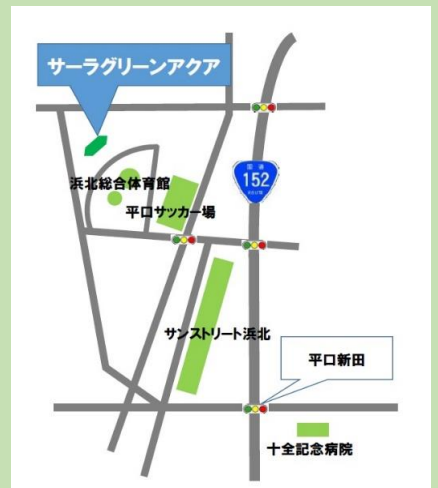 サーラグリーンアクア
浜北総合体育館
平口サッカー場
国道
152
サンストリート浜北
平口新田
十全記念病院